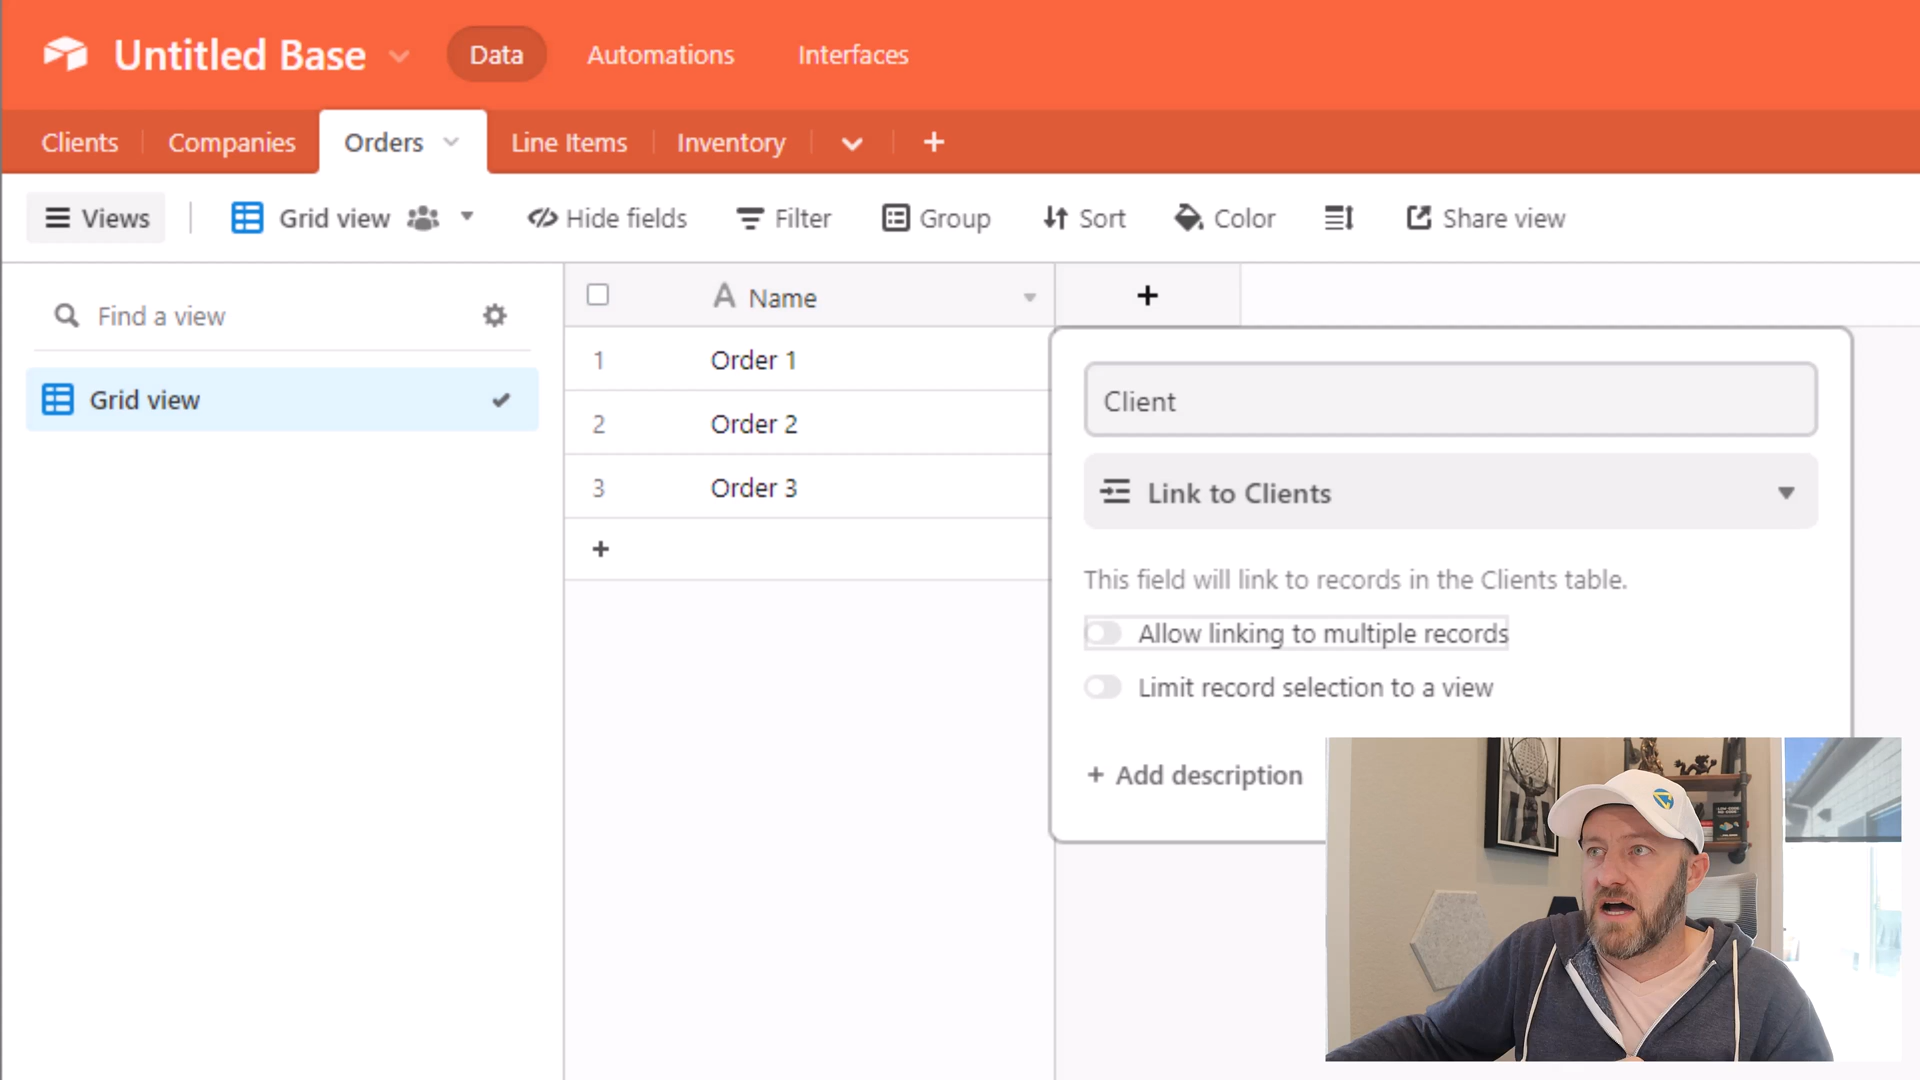 Untitled Base
Data
Automations
Interfaces
Clients
Companies
Orders
Line Items
Inventory
Views
Grid view
Hide fields
Filter
Group
Sort
Color
Share view
Find a view
Grid view
Name
1 Order 1
2 Order 2
3 Order 3
Client
Link to Clients
This field will link to records in the Clients table.
Allow linking to multiple records
Limit record selection to a view
+ Add description